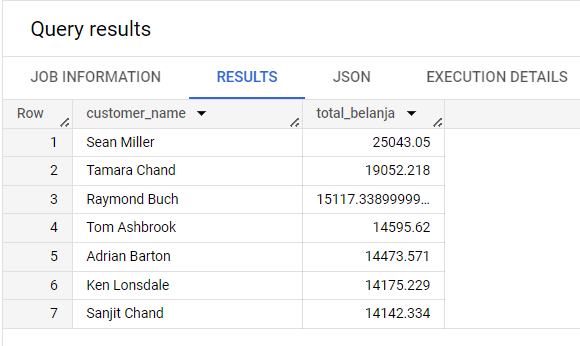 Query results
JOB INFORMATION RESULTS JSON EXECUTION DETAILS
Row customer_name total_belanja
1 Sean Miller 25043.05
2 Tamara Chand 19052.218
3 Raymond Buch 15117.33899999...
4 Tom Ashbrook 14595.62
5 Adrian Barton 14473.571
6 Ken Lonsdale 14175.229
7 Sanjit Chand 14142.334